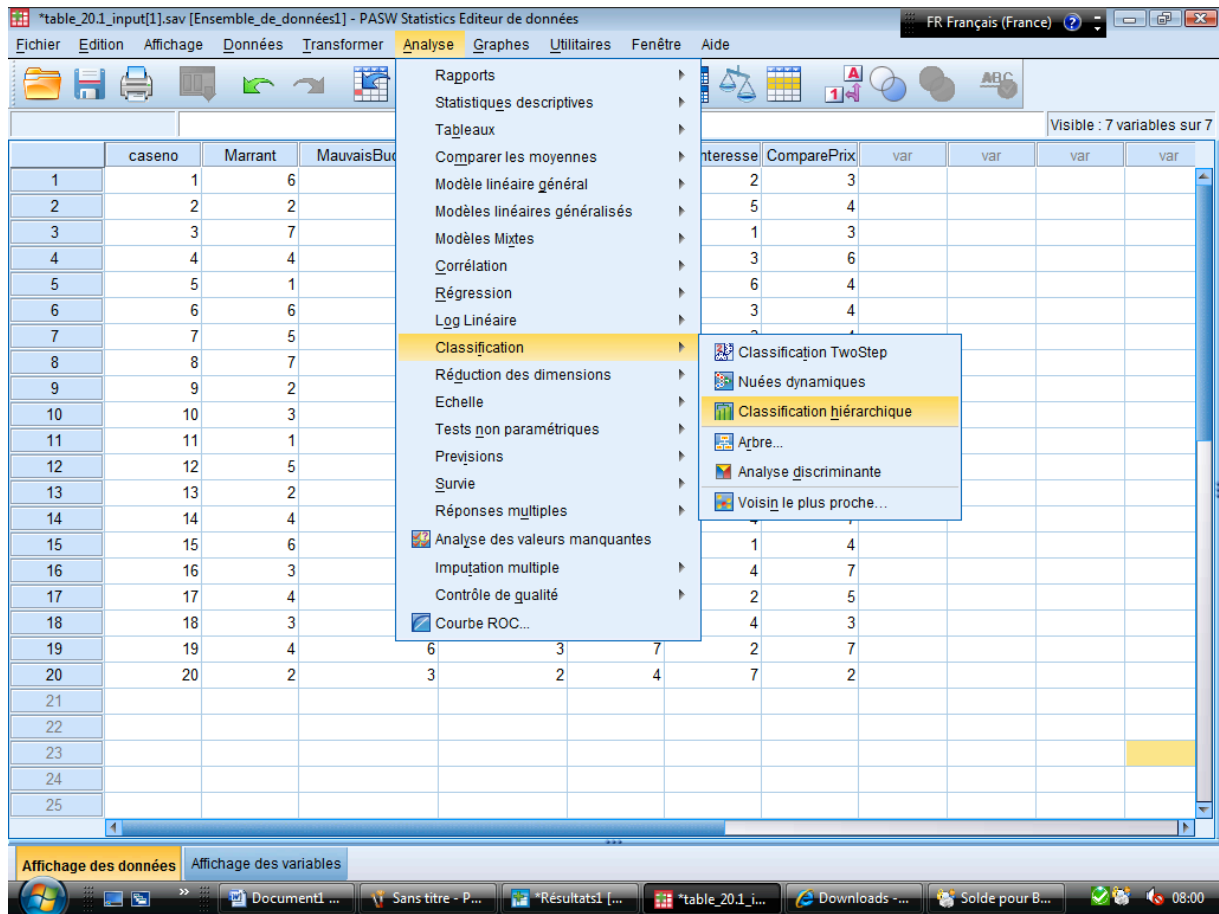 *table_20.1_input[1].sav [Ensemble_de_données1] - PASW Statistics Editeur de données
FR Français (France)
Fichier Edition Affichage Données Transformer Analyse Graphes Utilitaires Fenêtre Aide
Visible : 7 variables sur 7
caseno Marrant MauvaisBud nteresse ComparePrix var var var var
1 1 6 2 3
2 2 2 5 4
3 3 7 1 3
4 4 4 3 6
5 5 1 6 4
6 6 6 3 4
7 7 5
8 8 7
9 9 2
10 10 3
11 11 1
12 12 5
13 13 2
14 14 4
15 15 6 1 4
16 16 3 4 7
17 17 4 2 5
18 18 3 4 3
19 19 4 6 3 7 2 7
20 20 2 3 2 4 7 2
21
22
23
24
25
Rapports
Statistiques descriptives
Tableaux
Comparer les moyennes
Modèle linéaire général
Modèles linéaires généralisés
Modèles Mixtes
Corrélation
Régression
Log Linéaire
Classification
Réduction des dimensions
Echelle
Tests non paramétriques
Previsions
Survie
Réponses multiples
Analyse des valeurs manquantes
Imputation multiple
Contrôle de qualité
Courbe ROC...
Classification TwoStep
Nuées dynamiques
Classification hiérarchique
Arbre...
Analyse discriminante
Voisin le plus proche...
Affichage des données Affichage des variables
Document1 ... Sans titre - P... *Résultats1 [... *table_20.1_i... Downloads -... Solde pour B... 08:00